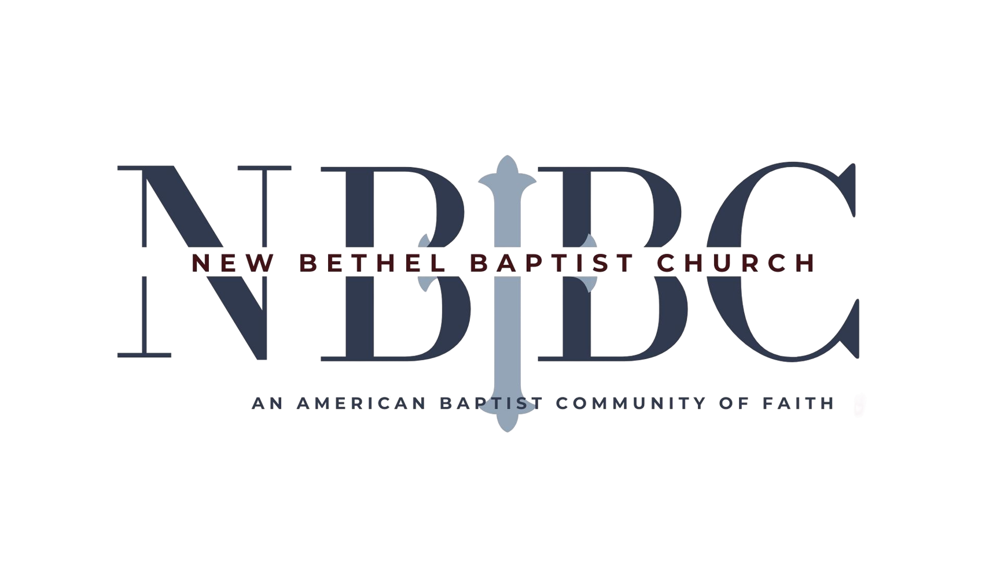 NBBC
NEW BETHEL BAPTIST CHURCH
AN AMERICAN BAPTIST COMMUNITY OF FAITH